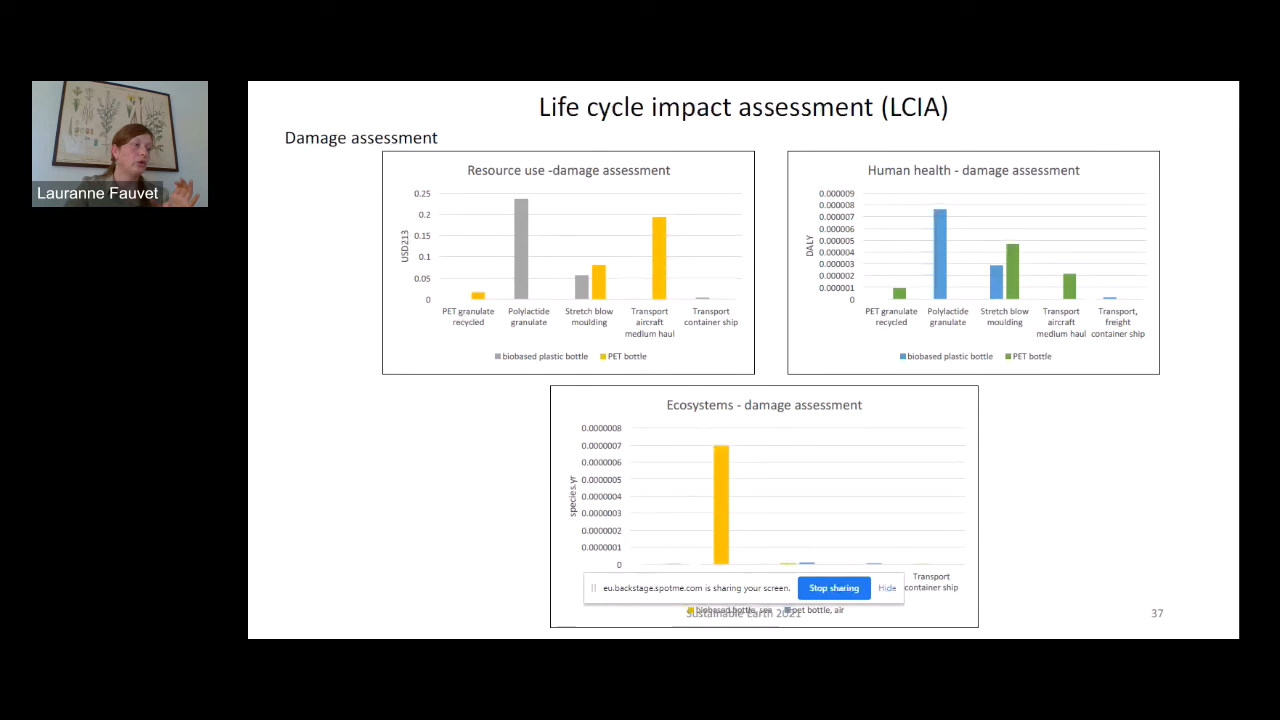 Life cycle impact assessment (LCIA)
Damage assessment
Lauranne Fauvet
Resource use -damage assessment
0.25
0.2
0.15
0.1
0.05
0
USD213
PET granulate recycled
Polylactide granulate
Stretch blow moulding
Transport aircraft medium haul
Transport container ship
biobased plastic bottle
PET bottle
Human health - damage assessment
0.000009
0.000008
0.000007
0.000006
0.000005
0.000004
0.000003
0.000002
0.000001
0
DALY
PET granulate recycled
Polylactide granulate
Stretch blow moulding
Transport aircraft medium haul
Transport, freight container ship
biobased plastic bottle
PET bottle
Ecosystems - damage assessment
0.0000008
0.0000007
0.0000006
0.0000005
0.0000004
0.0000003
0.0000002
0.0000001
0
species.yr
Transport container ship
eu.backstage.spotme.com is sharing your screen.
Stop sharing
Hide
biobased bottle, sea
pet bottle, air
Sustainable Earth 2021
37